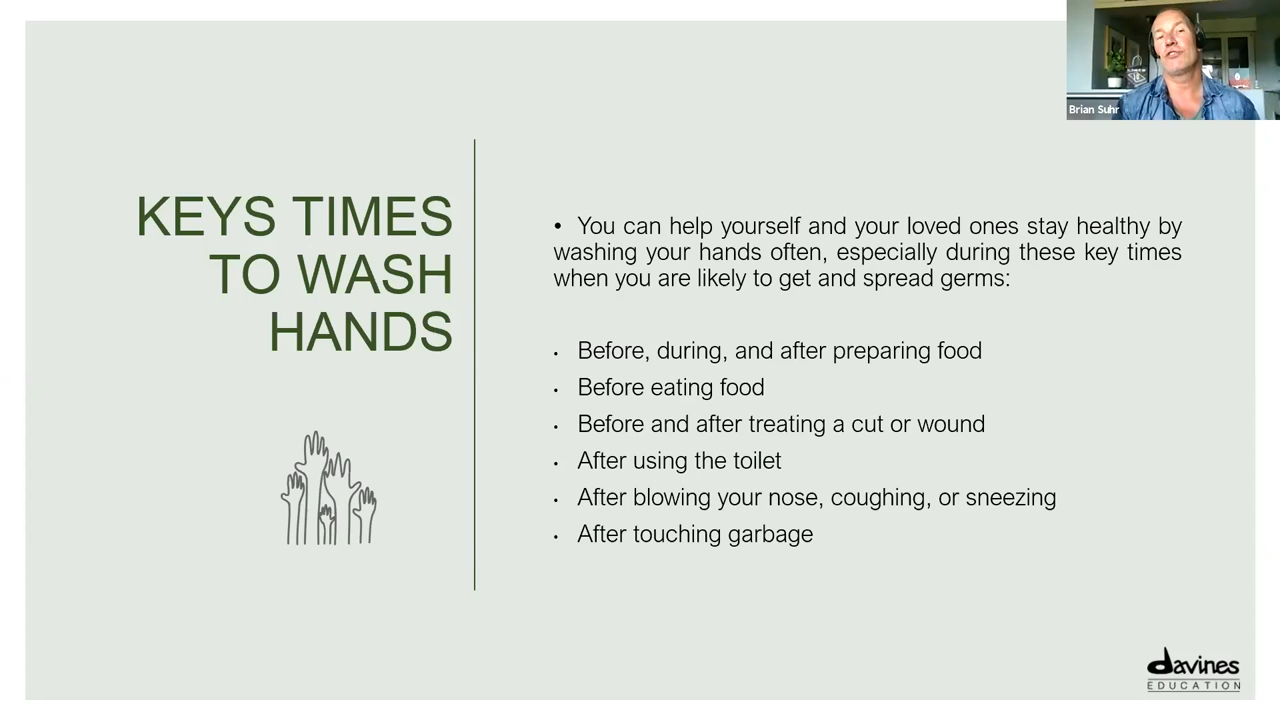 KEYS TIMES
TO WASH
HANDS
• You can help yourself and your loved ones stay healthy by
washing your hands often, especially during these key times
when you are likely to get and spread germs:
• Before, during, and after preparing food
• Before eating food
• Before and after treating a cut or wound
• After using the toilet
• After blowing your nose, coughing, or sneezing
• After touching garbage
Brian Suhr
davines
EDUCATION